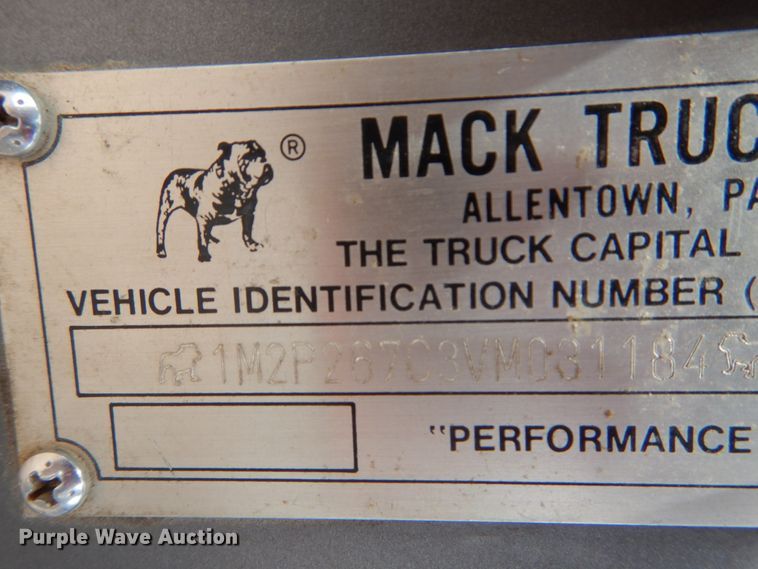 ®
MACK TRUC
ALLENTOWN, PA
THE TRUCK CAPITAL
VEHICLE IDENTIFICATION NUMBER (
1M2P267C3VM031184
"PERFORMANCE
Purple Wave Auction